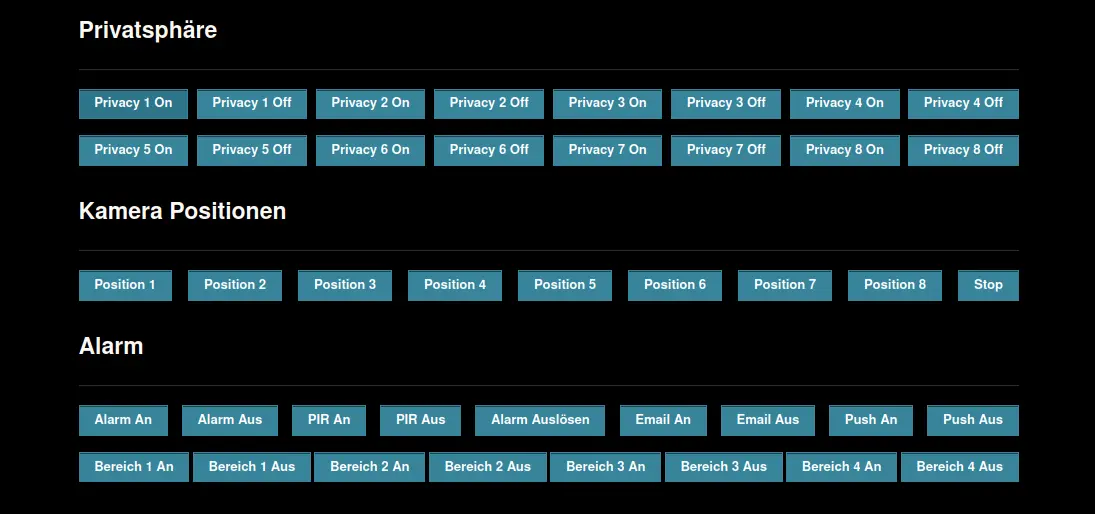 Privatsphäre
Privacy 1 On Privacy 1 Off Privacy 2 On Privacy 2 Off Privacy 3 On Privacy 3 Off Privacy 4 On Privacy 4 Off
Privacy 5 On Privacy 5 Off Privacy 6 On Privacy 6 Off Privacy 7 On Privacy 7 Off Privacy 8 On Privacy 8 Off
Kamera Positionen
Position 1 Position 2 Position 3 Position 4 Position 5 Position 6 Position 7 Position 8 Stop
Alarm
Alarm An Alarm Aus PIR An PIR Aus Alarm Auslösen Email An Email Aus Push An Push Aus
Bereich 1 An Bereich 1 Aus Bereich 2 An Bereich 2 Aus Bereich 3 An Bereich 3 Aus Bereich 4 An Bereich 4 Aus